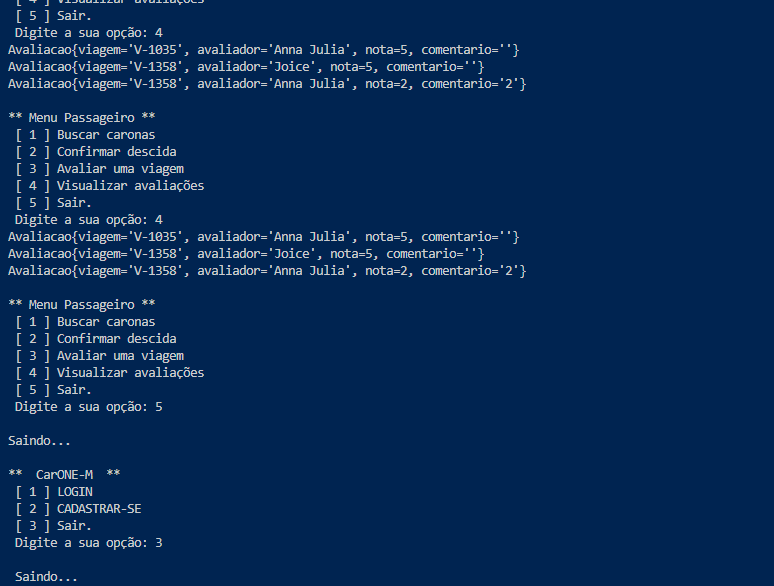 [ 4 ] Visualizar avaliações
[ 5 ] Sair.
Digite a sua opção: 4
Avaliacao{viagem='V-1035', avaliador='Anna Julia', nota=5, comentario=''}
Avaliacao{viagem='V-1358', avaliador='Joice', nota=5, comentario=''}
Avaliacao{viagem='V-1358', avaliador='Anna Julia', nota=2, comentario='2'}
** Menu Passageiro **
[ 1 ] Buscar caronas
[ 2 ] Confirmar descida
[ 3 ] Avaliar uma viagem
[ 4 ] Visualizar avaliações
[ 5 ] Sair.
Digite a sua opção: 4
Avaliacao{viagem='V-1035', avaliador='Anna Julia', nota=5, comentario=''}
Avaliacao{viagem='V-1358', avaliador='Joice', nota=5, comentario=''}
Avaliacao{viagem='V-1358', avaliador='Anna Julia', nota=2, comentario='2'}
** Menu Passageiro **
[ 1 ] Buscar caronas
[ 2 ] Confirmar descida
[ 3 ] Avaliar uma viagem
[ 4 ] Visualizar avaliações
[ 5 ] Sair.
Digite a sua opção: 5
Saindo...
**  CarONE-M  **
[ 1 ] LOGIN
[ 2 ] CADASTRAR-SE
[ 3 ] Sair.
Digite a sua opção: 3
Saindo...